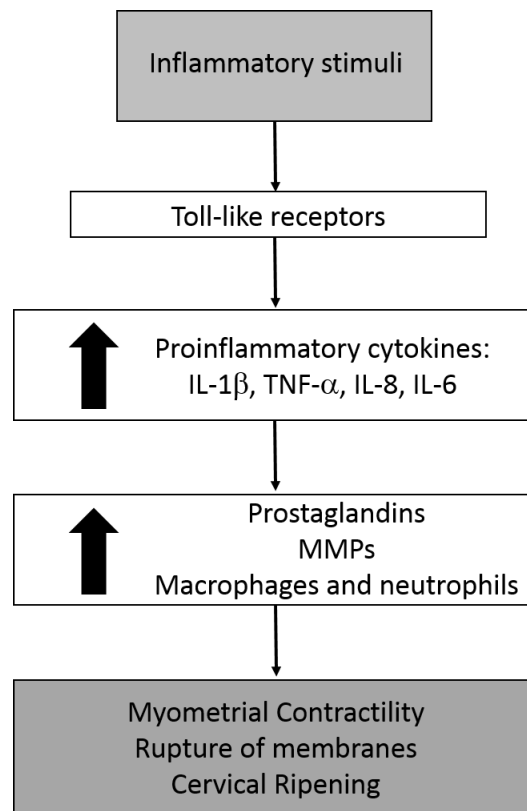 Inflammatory stimuli
Toll-like receptors
Proinflammatory cytokines:
IL-1β, TNF-α, IL-8, IL-6
Prostaglandins
MMPs
Macrophages and neutrophils
Myometrial Contractility
Rupture of membranes
Cervical Ripening